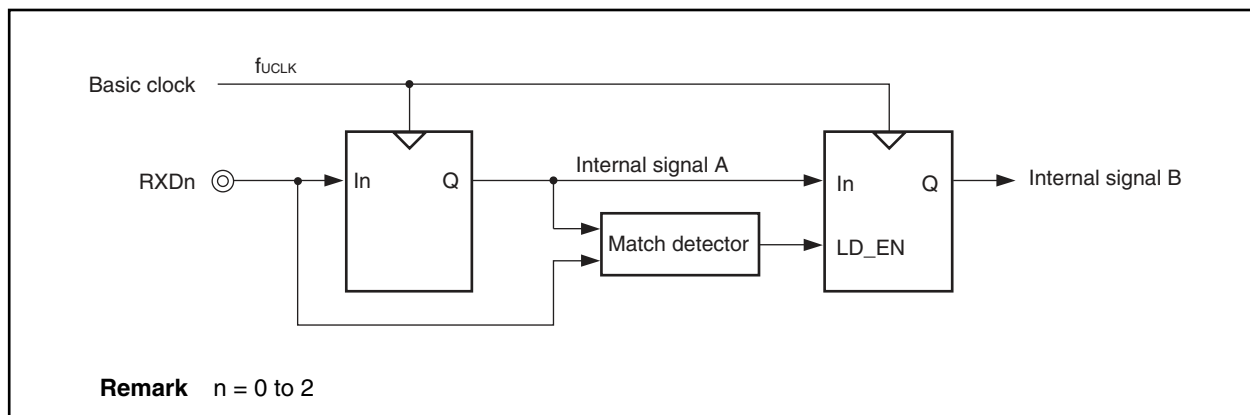 fUCLK
Basic clock
Internal signal A
RXDn
In
Q
In
Q
Internal signal B
Match detector
LD_EN
Remark n = 0 to 2